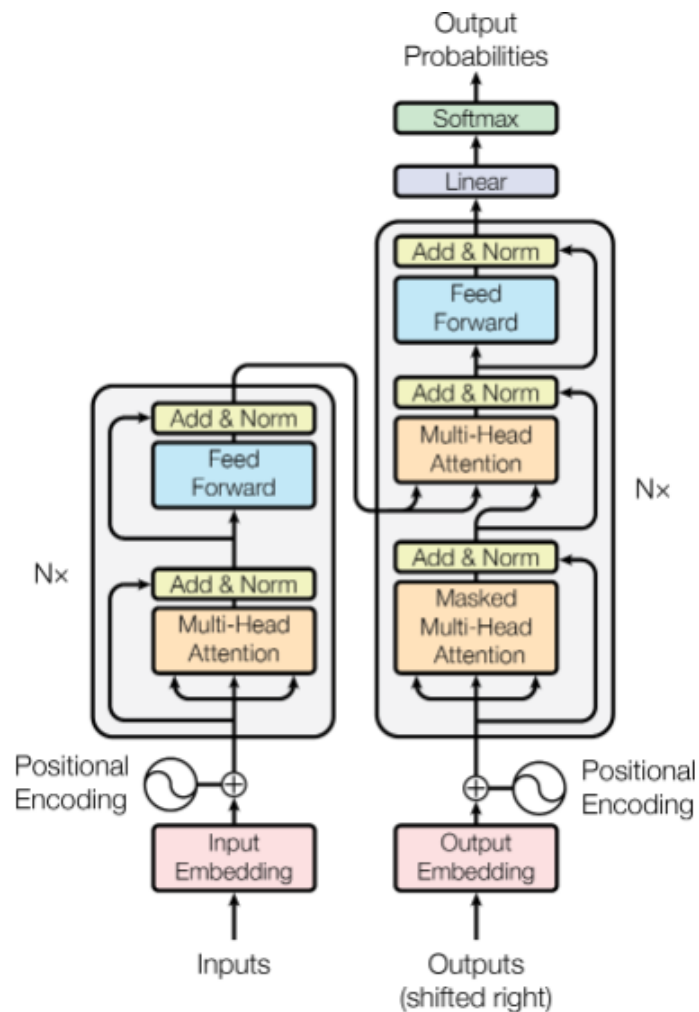 Output
Probabilities
Softmax
Linear
Add & Norm
Feed
Forward
Add & Norm
Multi-Head
Attention
Add & Norm
Masked
Multi-Head
Attention
Nx
Add & Norm
Feed
Forward
Add & Norm
Multi-Head
Attention
Nx
Positional
Encoding
Positional
Encoding
Input
Embedding
Output
Embedding
Inputs
Outputs
(shifted right)